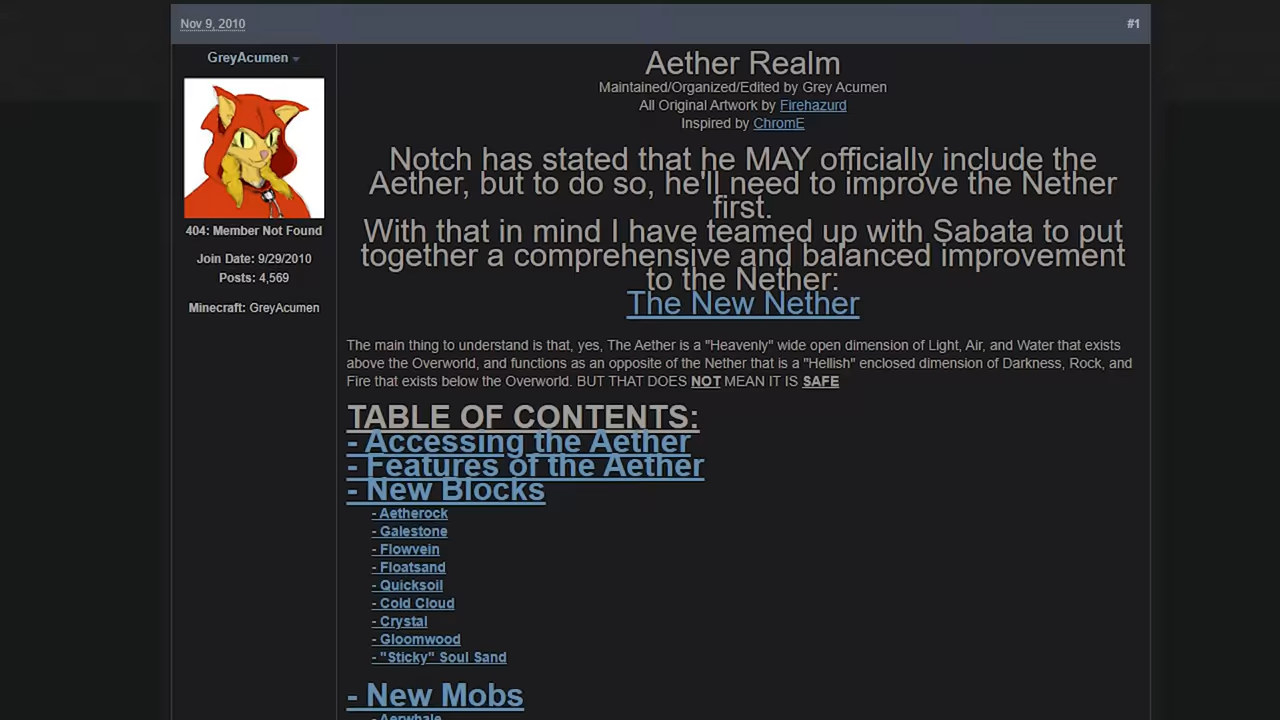 Nov 9, 2010
#1
GreyAcumen
404: Member Not Found
Join Date: 9/29/2010
Posts: 4,569
Minecraft: GreyAcumen
Aether Realm
Maintained/Organized/Edited by Grey Acumen
All Original Artwork by Firehazurd
Inspired by ChromE
Notch has stated that he MAY officially include the
Aether, but to do so, he'll need to improve the Nether
first.
With that in mind I have teamed up with Sabata to put
together a comprehensive and balanced improvement
to the Nether:
The New Nether
The main thing to understand is that, yes, The Aether is a "Heavenly" wide open dimension of Light, Air, and Water that exists
above the Overworld, and functions as an opposite of the Nether that is a "Hellish" enclosed dimension of Darkness, Rock, and
Fire that exists below the Overworld. BUT THAT DOES NOT MEAN IT IS SAFE
TABLE OF CONTENTS:
- Accessing the Aether
- Features of the Aether
- New Blocks
- Aetherock
- Galestone
- Flowvein
- Floatsand
- Quicksoil
- Cold Cloud
- Crystal
- Gloomwood
- "Sticky" Soul Sand
- New Mobs
- Aerwhale